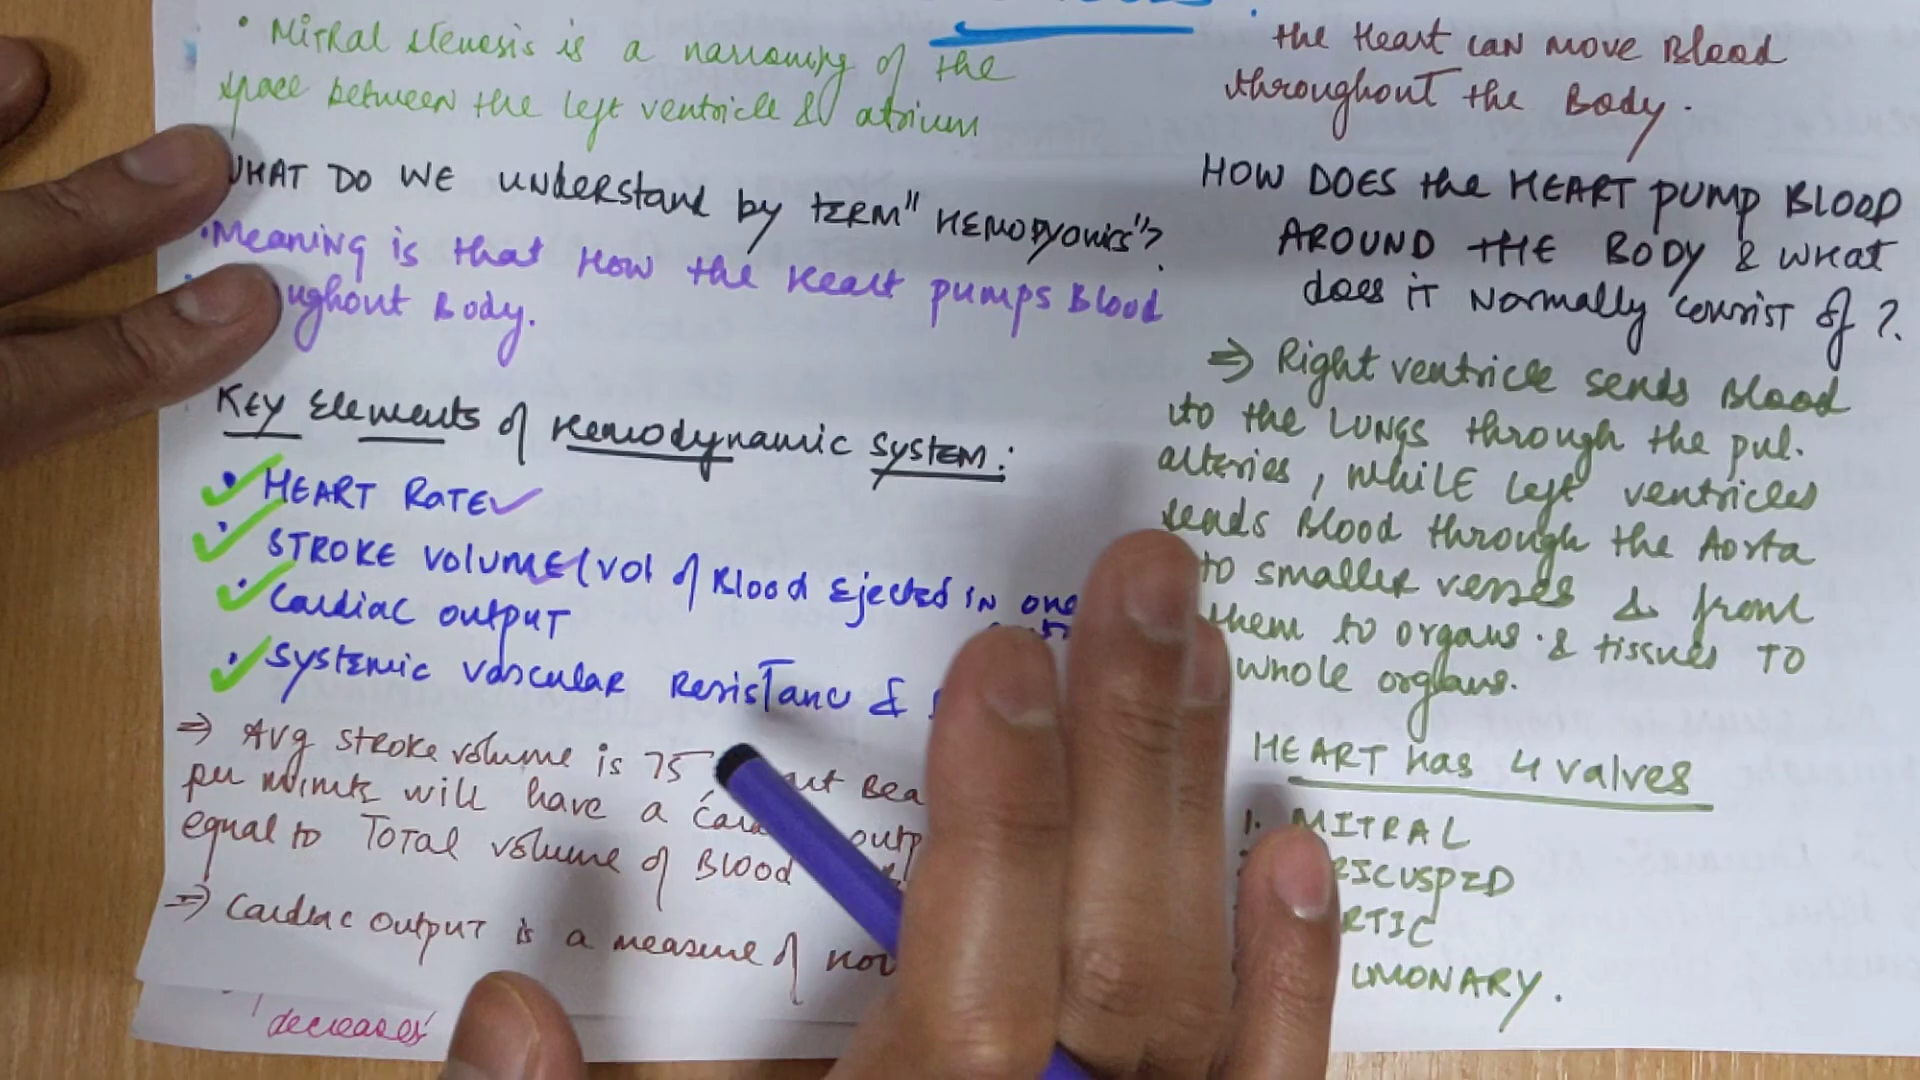 • Mitral stenosis is a narrowing of the
space between the left ventricle & atrium
WHAT DO WE understand by term "HEMODYOMICS"?
• Meaning is that how the heart pumps Blood
ughout Body.
Key Elements of Hemodynamic System:
• HEART RATE
• STROKE VOLUME (vol of Blood Ejected in one
• Cardiac output
• Systemic vascular Resistance &
⇒ Avg stroke volume is 75
per minute will have a
equal to Total volume of Blood
⇒ Cardiac output is a measure of how
decreases
the Heart can move Blood
throughout the Body.
HOW DOES the HEART pump BLOOD
AROUND tHE BODY & what
does it Normally consist of?
⇒ Right ventricle sends Blood
to the LUNGS through the pul.
arteries, while left ventricles
sends Blood through the Aorta
to smaller vesses & from
them to organs & tissues TO
whole organs.
HEART has 4 valves
1. MITRAL
RICUSPID
RTIC
LMONARY.